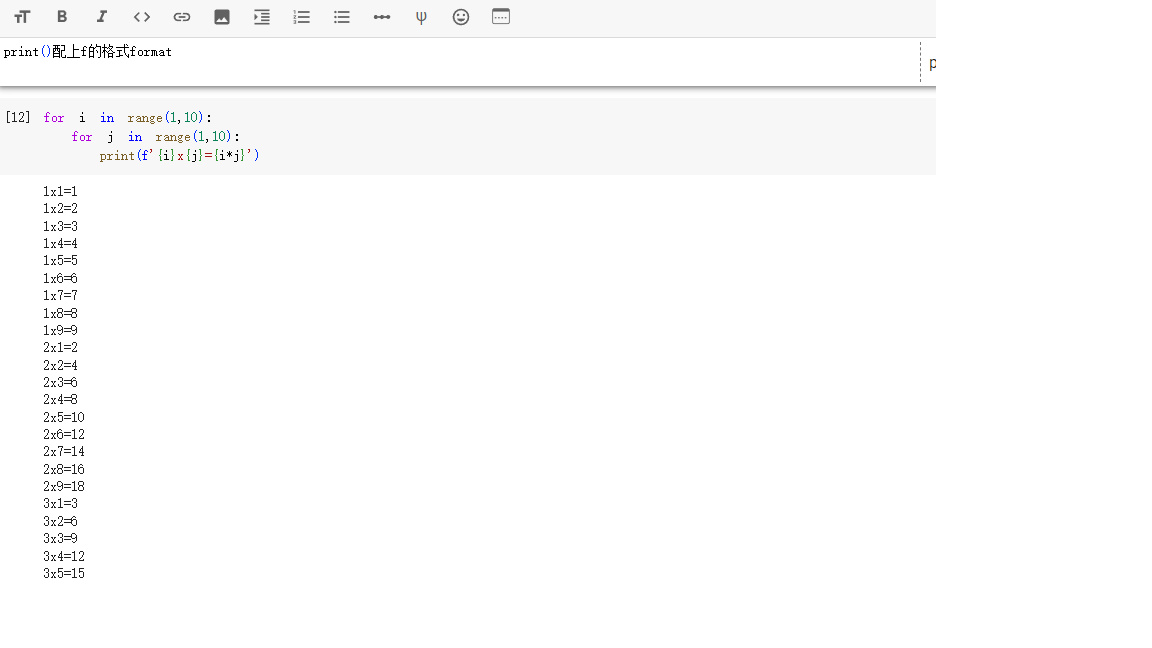 print()配上f的格式format
p
[12] for i in range(1,10):
for j in range(1,10):
print(f'{i}x{j}={i*j}')
1x1=1
1x2=2
1x3=3
1x4=4
1x5=5
1x6=6
1x7=7
1x8=8
1x9=9
2x1=2
2x2=4
2x3=6
2x4=8
2x5=10
2x6=12
2x7=14
2x8=16
2x9=18
3x1=3
3x2=6
3x3=9
3x4=12
3x5=15